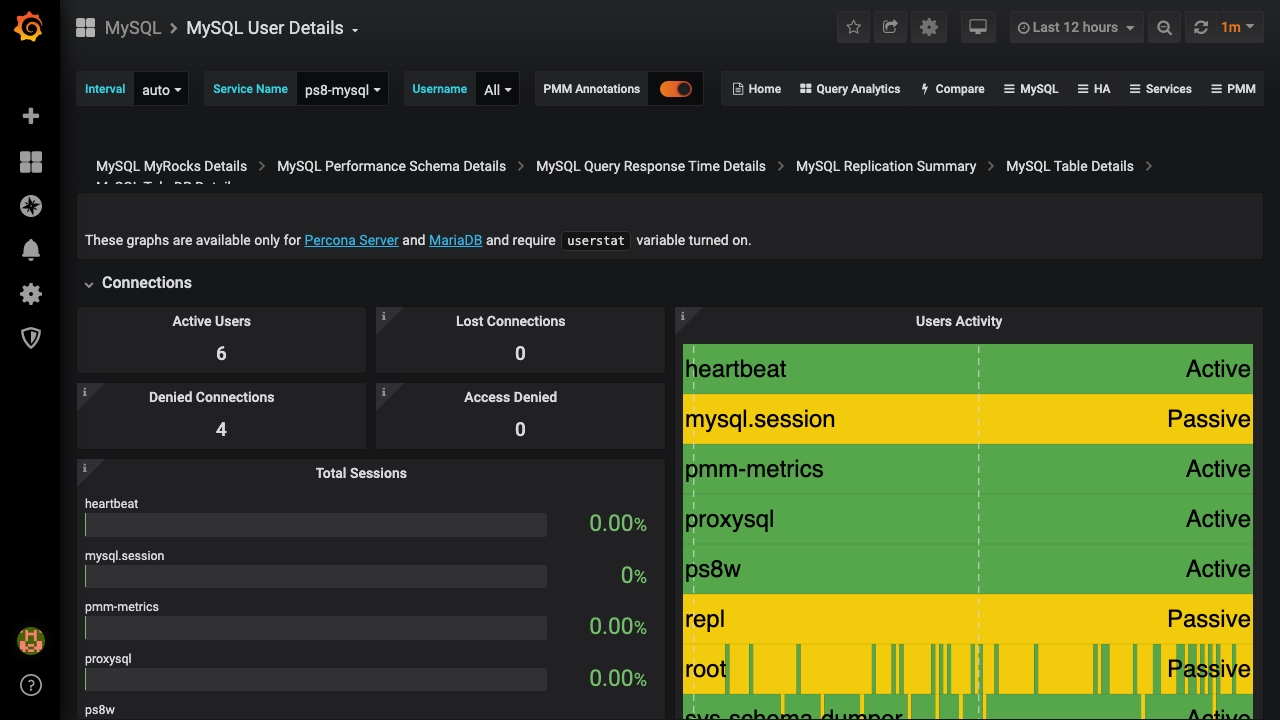 MySQL > MySQL User Details
Last 12 hours
1m
Interval auto
Service Name ps8-mysql
Username All
PMM Annotations
Home
Query Analytics
Compare
MySQL
HA
Services
PMM
MySQL MyRocks Details > MySQL Performance Schema Details > MySQL Query Response Time Details > MySQL Replication Summary > MySQL Table Details >
These graphs are available only for Percona Server and MariaDB and require userstat variable turned on.
Connections
Active Users
6
Lost Connections
0
Denied Connections
4
Access Denied
0
Total Sessions
heartbeat
0.00%
mysql.session
0%
pmm-metrics
0.00%
proxysql
0.00%
ps8w
Users Activity
heartbeat Active
mysql.session Passive
pmm-metrics Active
proxysql Active
ps8w Active
repl Passive
root Passive
sys_schema_dumper Active